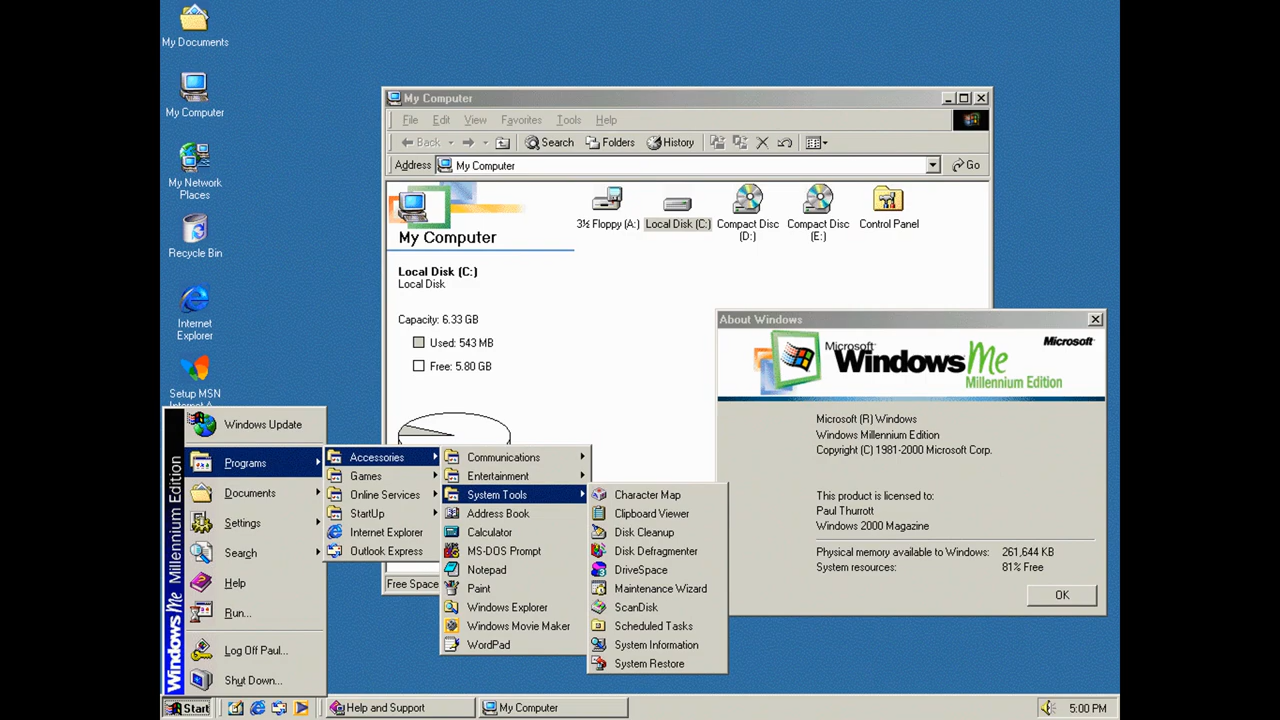 My Documents
My Computer
My Network
Places
Recycle Bin
Internet
Explorer
Setup MSN
My Computer
File Edit View Favorites Tools Help
Back Search Folders History
Address My Computer Go
My Computer
3½ Floppy (A:) Local Disk (C:) Compact Disc Compact Disc Control Panel
(D:) (E:)
Local Disk (C:)
Local Disk
Capacity: 6.33 GB
Used: 543 MB
Free: 5.80 GB
Free Space
About Windows
Microsoft
Microsoft
Windows Me
Millennium Edition
Microsoft (R) Windows
Windows Millennium Edition
Copyright (C) 1981-2000 Microsoft Corp.
This product is licensed to:
Paul Thurrott
Windows 2000 Magazine
Physical memory available to Windows: 261,644 KB
System resources: 81% Free
OK
Windows Me Millennium Edition
Windows Update
Programs
Documents
Settings
Search
Help
Run...
Log Off Paul...
Shut Down...
Accessories
Games
Online Services
StartUp
Internet Explorer
Outlook Express
Communications
Entertainment
System Tools
Address Book
Calculator
MS-DOS Prompt
Notepad
Paint
Windows Explorer
Windows Movie Maker
WordPad
Character Map
Clipboard Viewer
Disk Cleanup
Disk Defragmenter
DriveSpace
Maintenance Wizard
ScanDisk
Scheduled Tasks
System Information
System Restore
Start Help and Support My Computer 5:00 PM